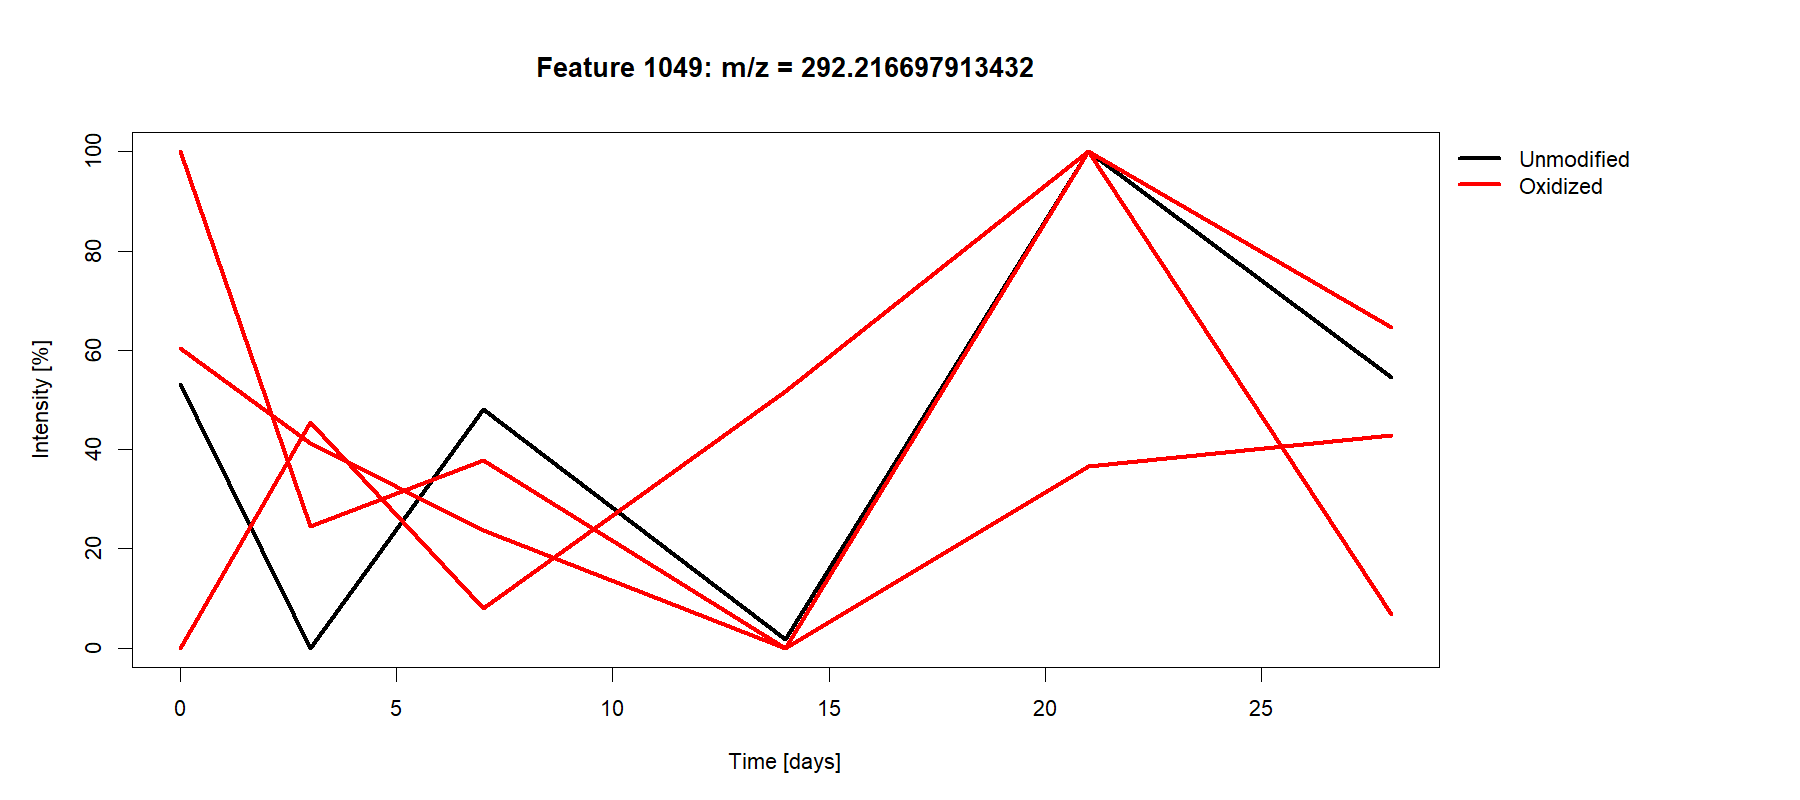 Feature 1049: m/z = 292.216697913432
Unmodified
Oxidized
Intensity [%]
100
80
60
40
20
0
0 5 10 15 20 25
Time [days]